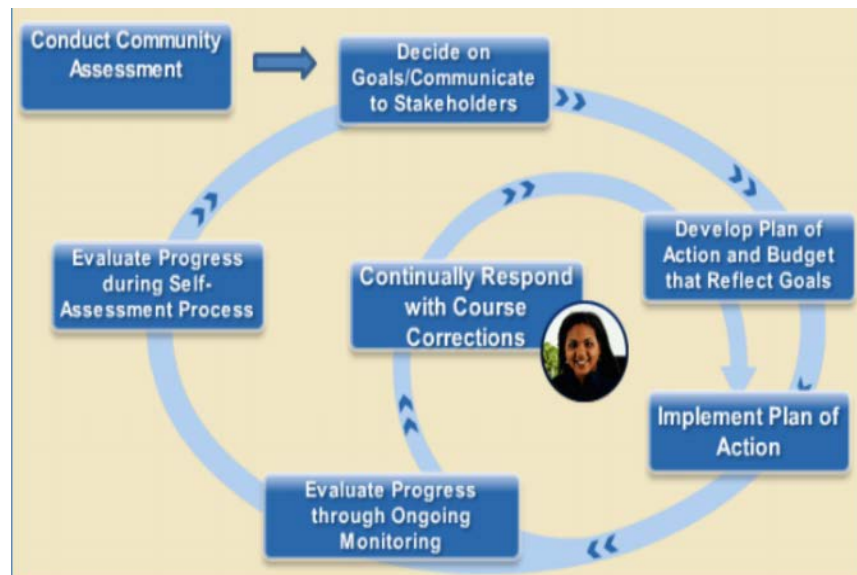 Conduct Community
Assessment
Decide on
Goals/Communicate
to Stakeholders
Develop Plan of
Action and Budget
that Reflect Goals
Implement Plan of
Action
Evaluate Progress
through Ongoing
Monitoring
Continually Respond
with Course
Corrections
Evaluate Progress
during Self-
Assessment Process